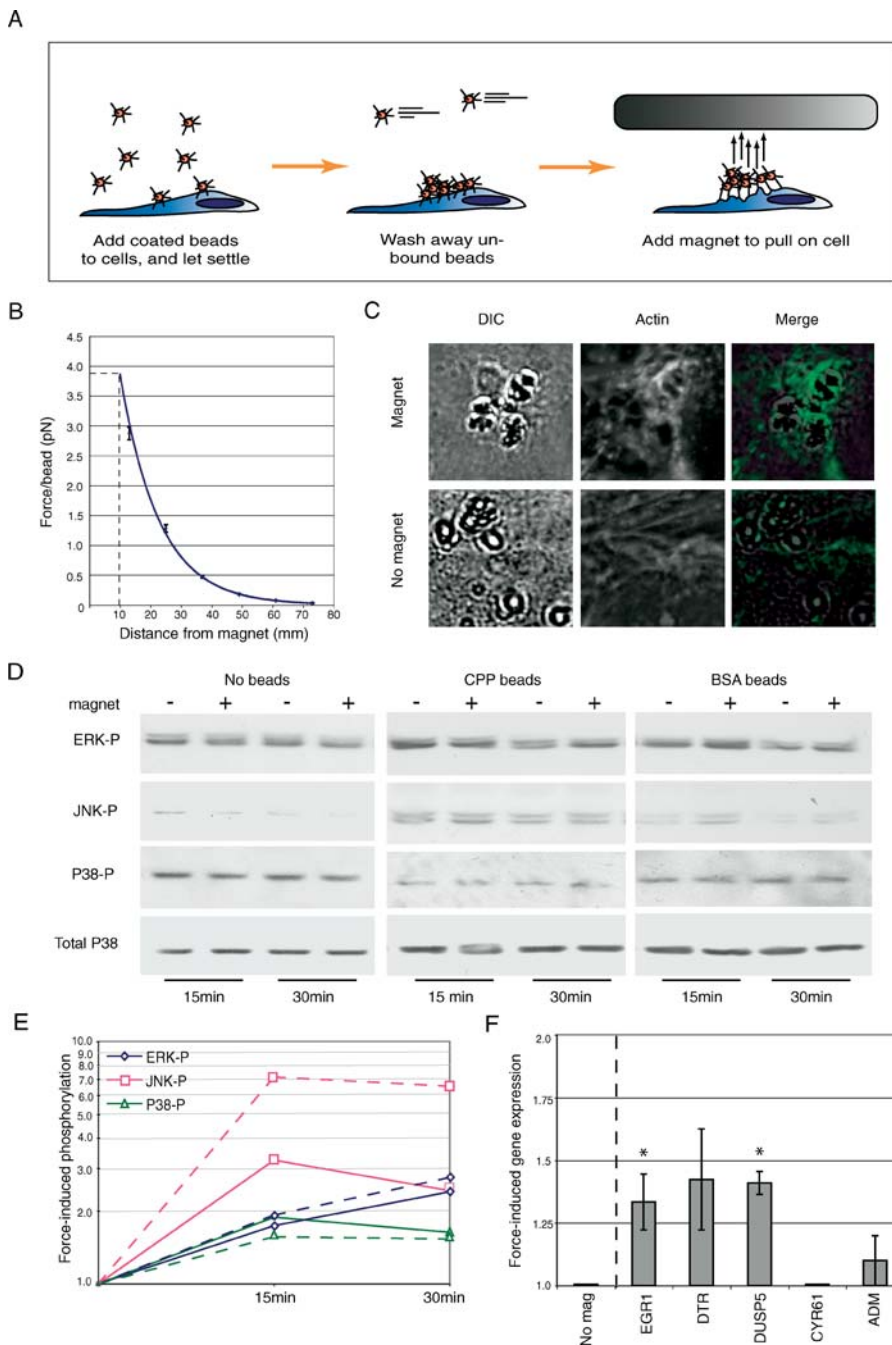 A
Add coated beads
to cells, and let settle
Wash away un-
bound beads
Add magnet to pull on cell
B
4.5
4.0
3.5
3.0
2.5
2.0
1.5
1.0
0.5
0
Force/bead (pN)
0 10 20 30 40 50 60 70 80
Distance from magnet (mm)
C
DIC Actin Merge
Magnet
No magnet
D
No beads CPP beads BSA beads
magnet - + - + - + - + - + - +
ERK-P
JNK-P
P38-P
Total P38
15min 30min 15 min 30min 15min 30min
E
10.0
9.0
8.0
7.0
6.0
5.0
4.0
3.0
2.0
1.0
Force-induced phosphorylation
ERK-P
JNK-P
P38-P
15min 30min
F
2.0
1.75
1.5
1.25
1.0
Force-induced gene expression
* *
No mag
EGR1
DTR
DUSP5
CYR61
ADM